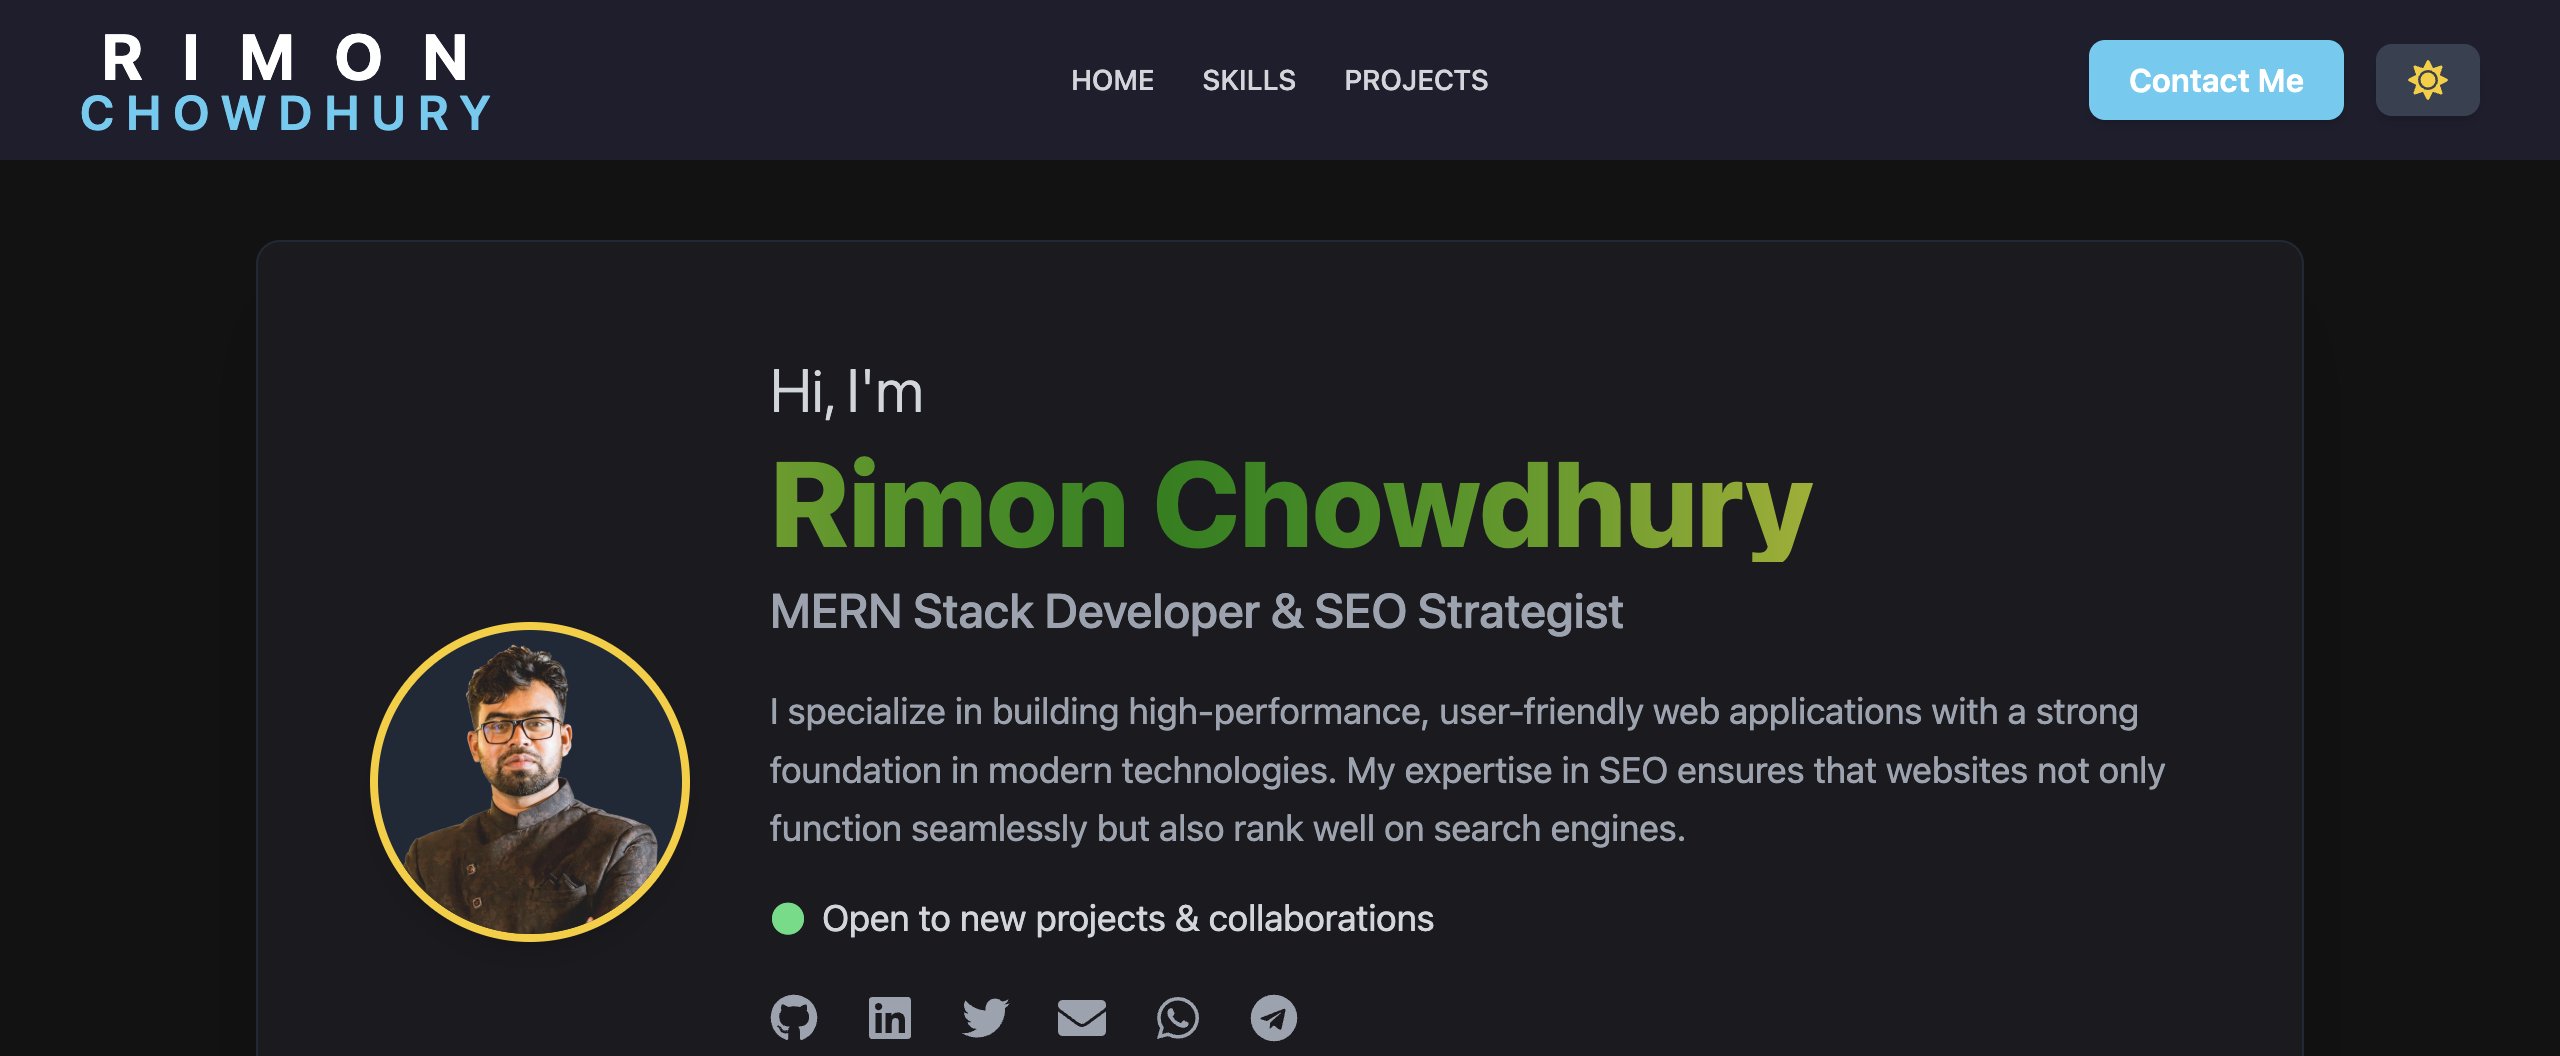 RIMON
CHOWDHURY
HOME SKILLS PROJECTS
Contact Me
Hi, I'm
Rimon Chowdhury
MERN Stack Developer & SEO Strategist
I specialize in building high-performance, user-friendly web applications with a strong
foundation in modern technologies. My expertise in SEO ensures that websites not only
function seamlessly but also rank well on search engines.
Open to new projects & collaborations
in